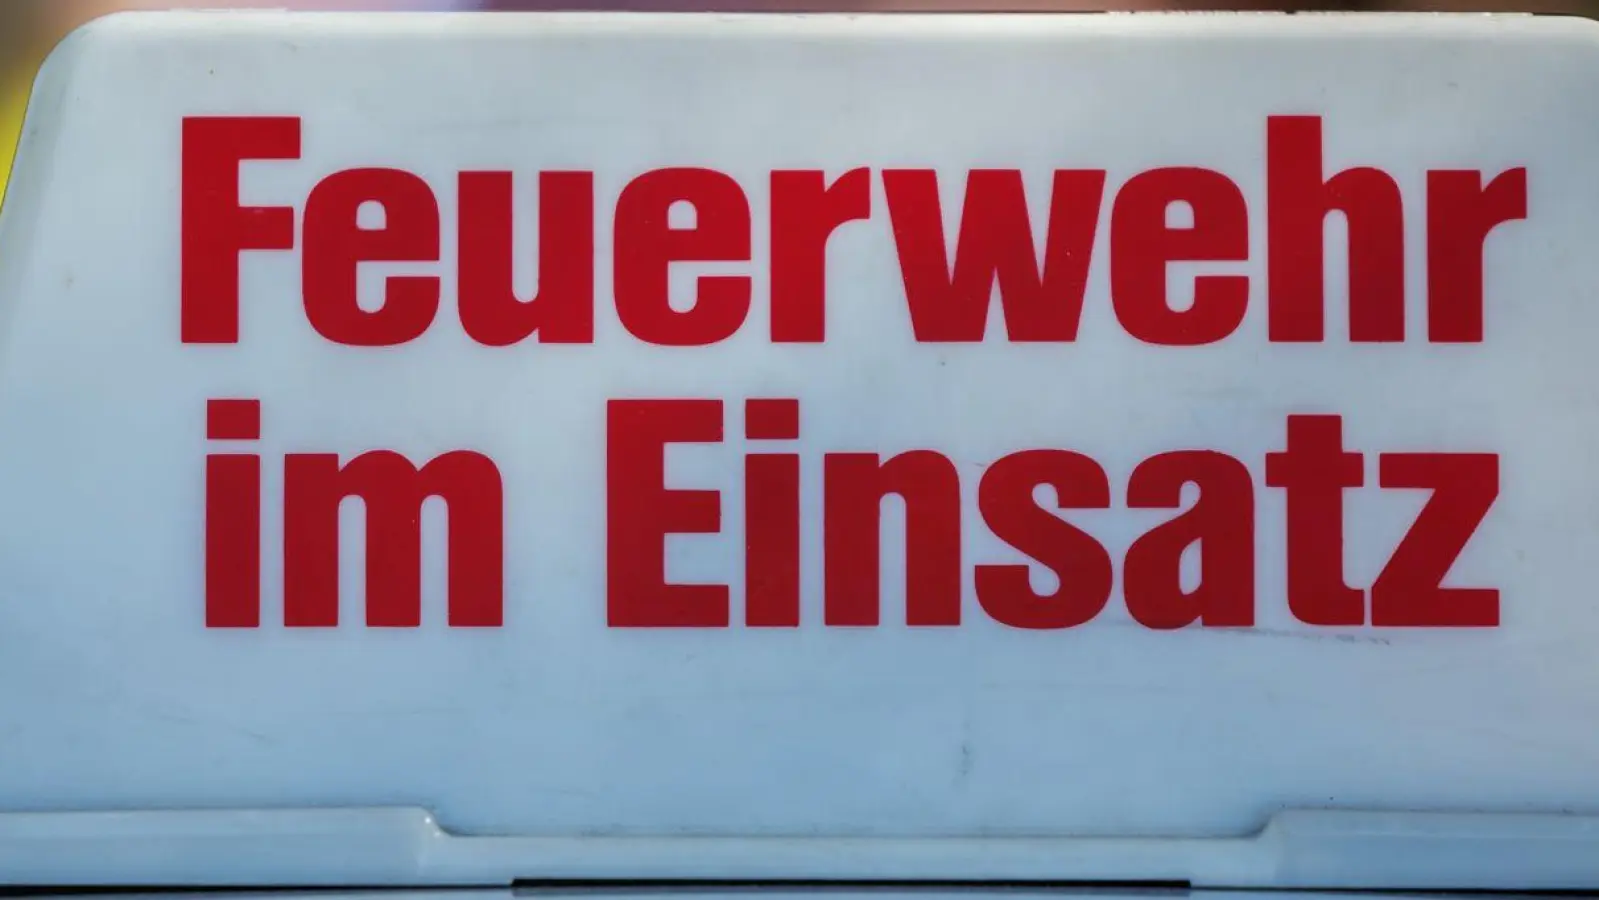 Feuerwehr
im Einsatz